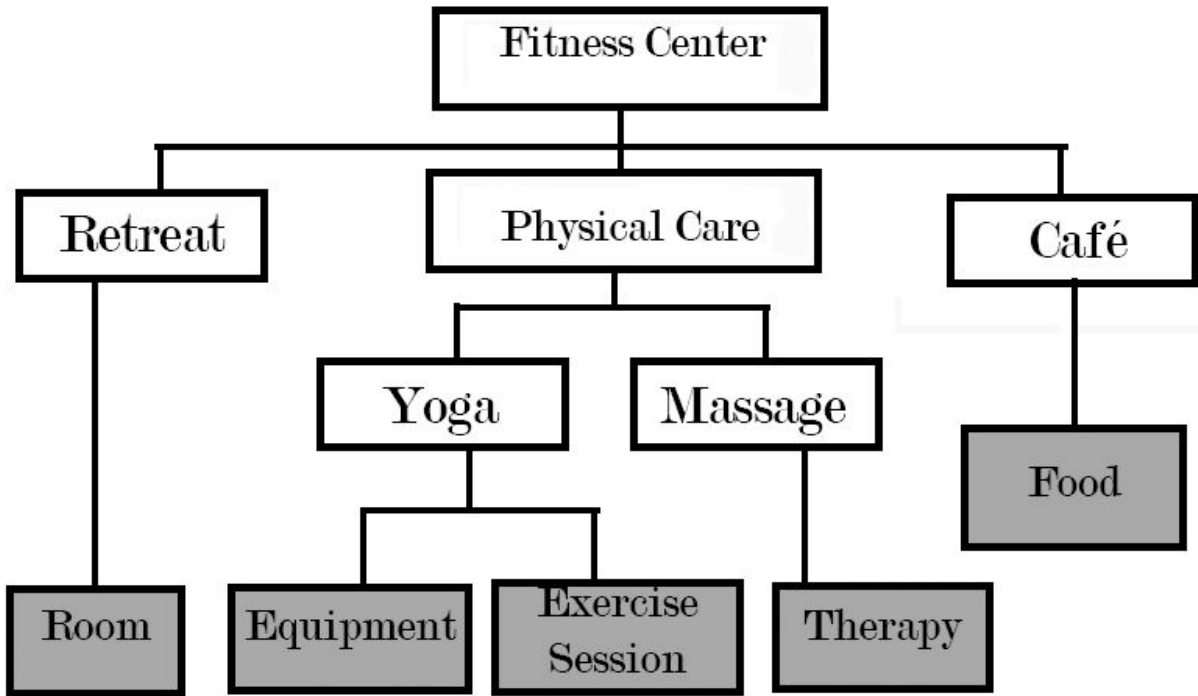 Fitness Center
Retreat
Physical Care
Café
Yoga
Massage
Food
Room
Equipment
Exercise
Session
Therapy